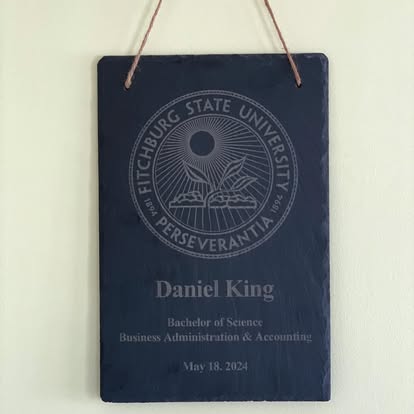 FITCHBURG STATE UNIVERSITY
1894 1894
PERSEVERANTIA
Daniel King
Bachelor of Science
Business Administration & Accounting
May 18. 2024